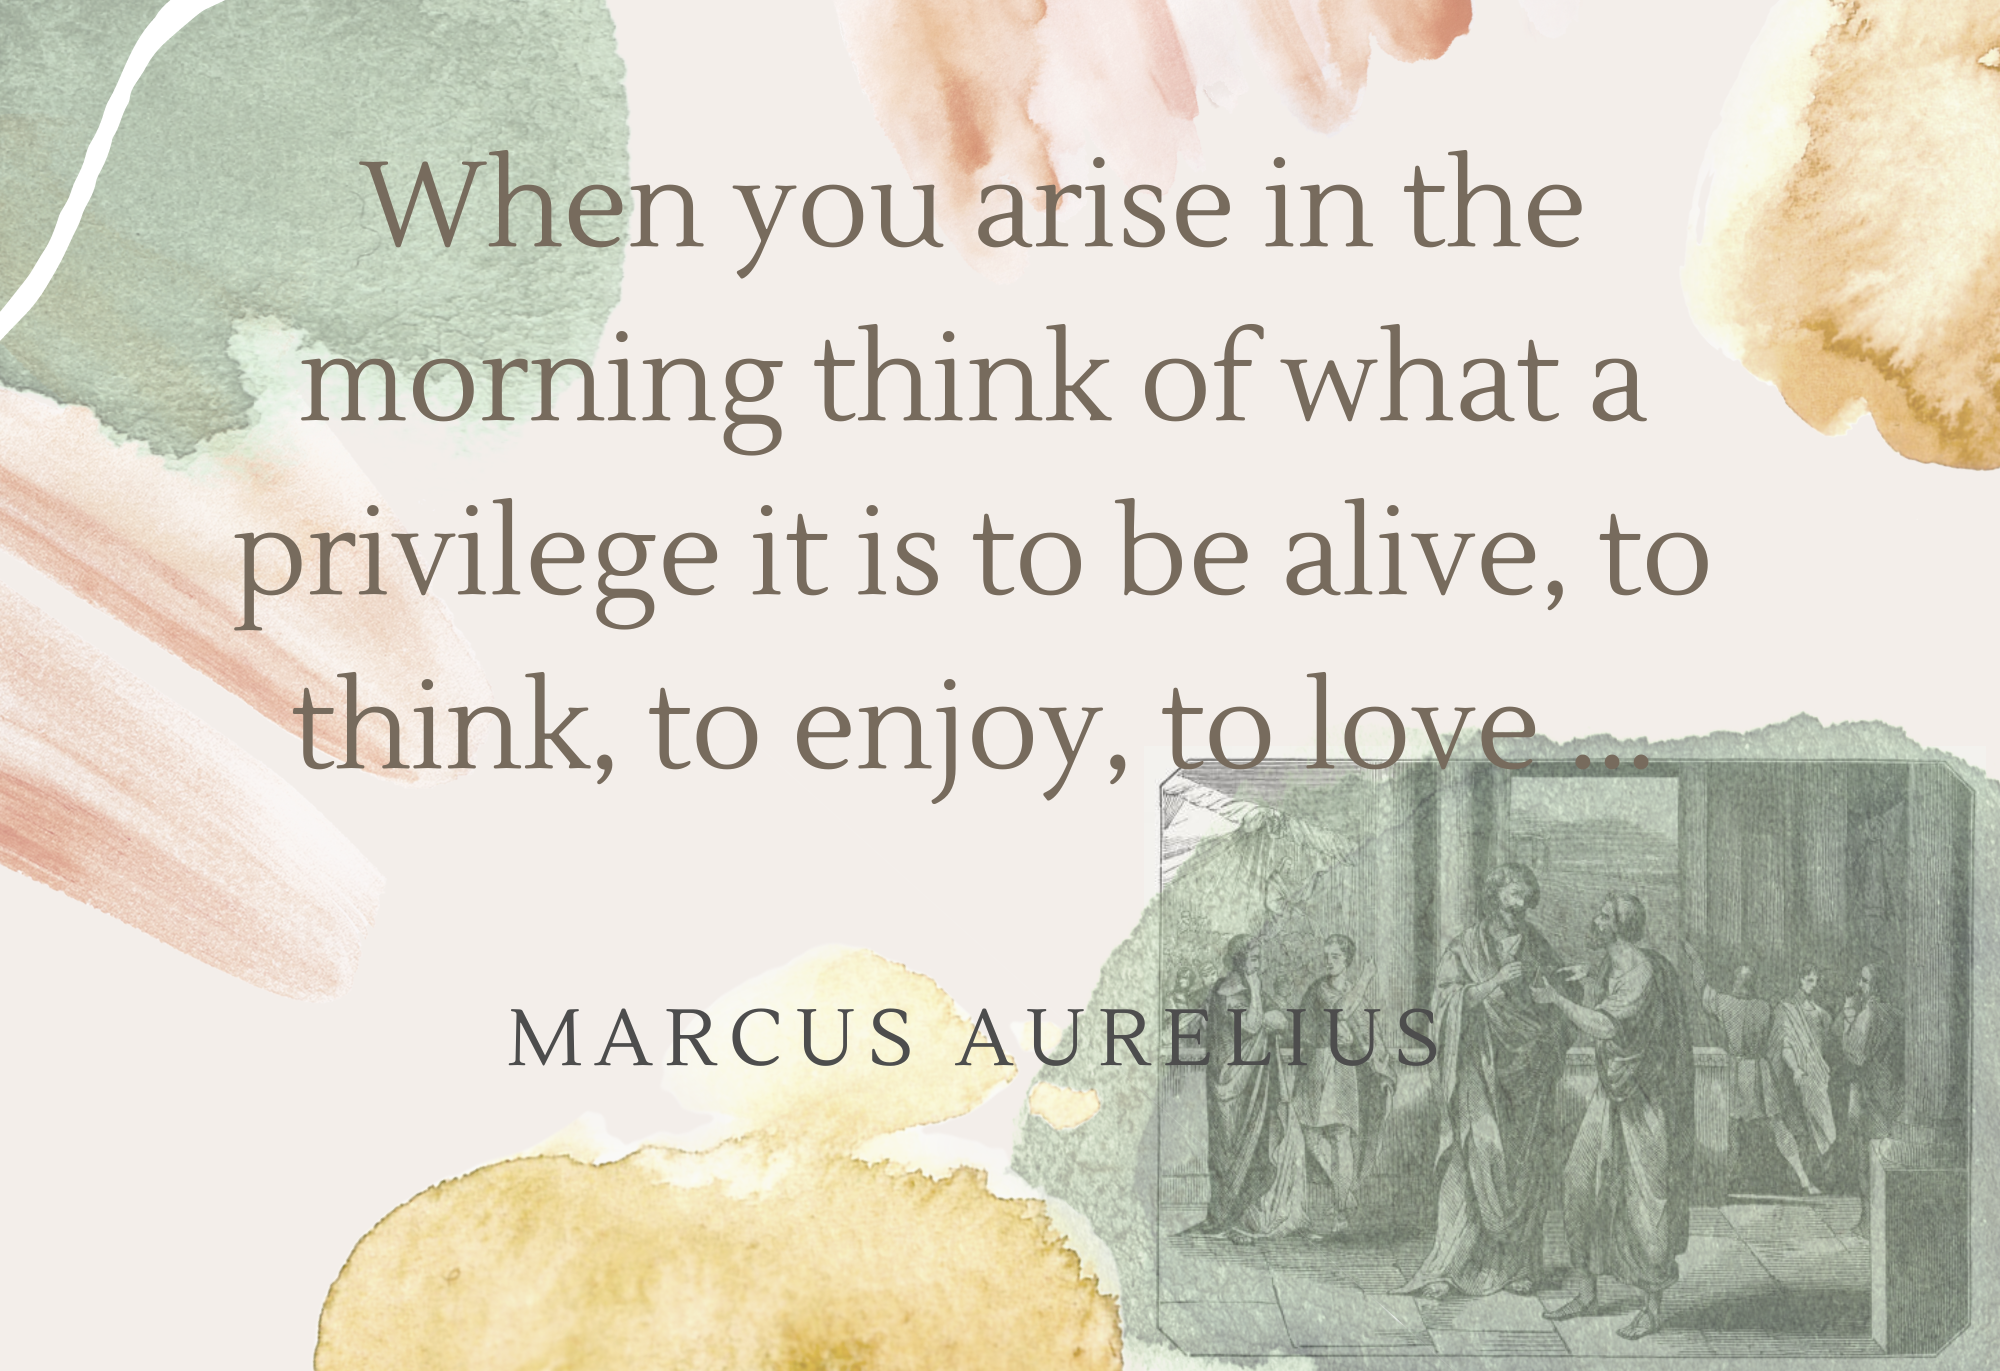 When you arise in the
morning think of what a
privilege it is to be alive, to
think, to enjoy, to love ...
MARCUS AURELIUS